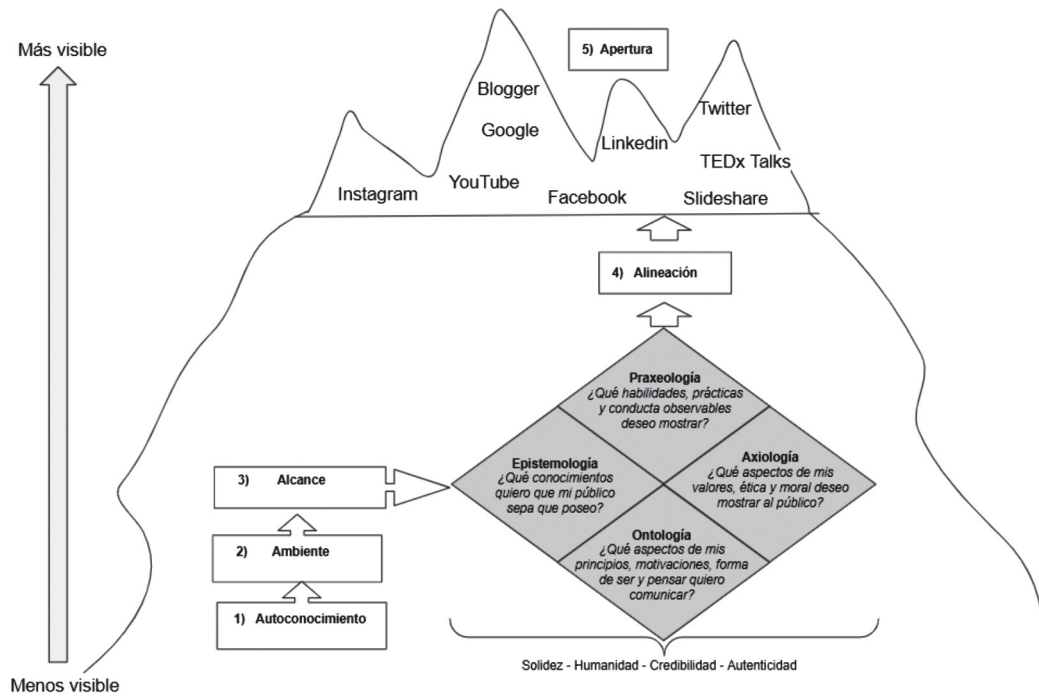 Más visible
5) Apertura
Blogger
Google
Linkedin
Twitter
TEDx Talks
Instagram
YouTube
Facebook
Slideshare
4) Alineación
Praxeología
¿Qué habilidades, prácticas
y conducta observables
deseo mostrar?
Epistemología
¿Qué conocimientos
quiero que mi público
sepa que poseo?
Axiología
¿Qué aspectos de mis
valores, ética y moral deseo
mostrar al público?
Ontología
¿Qué aspectos de mis
principios, motivaciones, forma
de ser y pensar quiero
comunicar?
3) Alcance
2) Ambiente
1) Autoconocimiento
Solidez - Humanidad - Credibilidad - Autenticidad
Menos visible